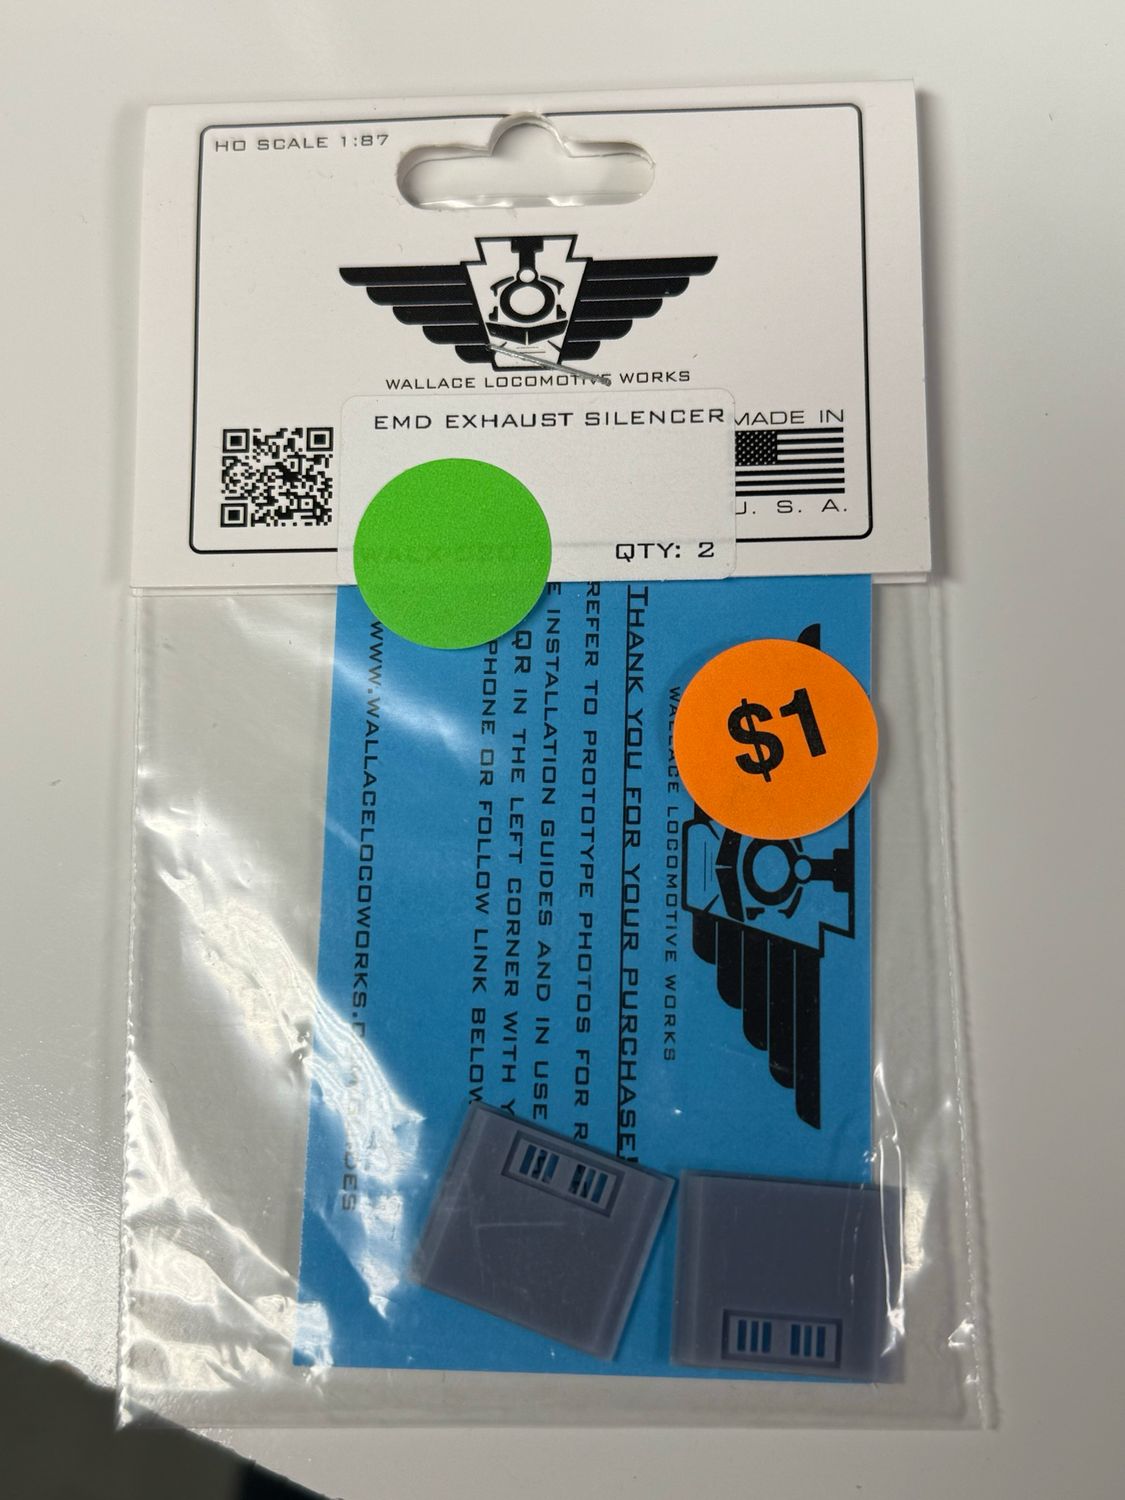 HO SCALE 1:87
WALLACE LOCOMOTIVE WORKS
EMD EXHAUST SILENCER
MADE IN
U. S. A.
QTY: 2
$1
WALLACE LOCOMOTIVE WORKS
THANK YOU FOR YOUR PURCHASE!
REFER TO PROTOTYPE PHOTOS FOR
INSTALLATION GUIDES AND IN USE
QR IN THE LEFT CORNER WITH
PHONE OR FOLLOW LINK BELOW
WWW.WALLACELOCOWORKS.